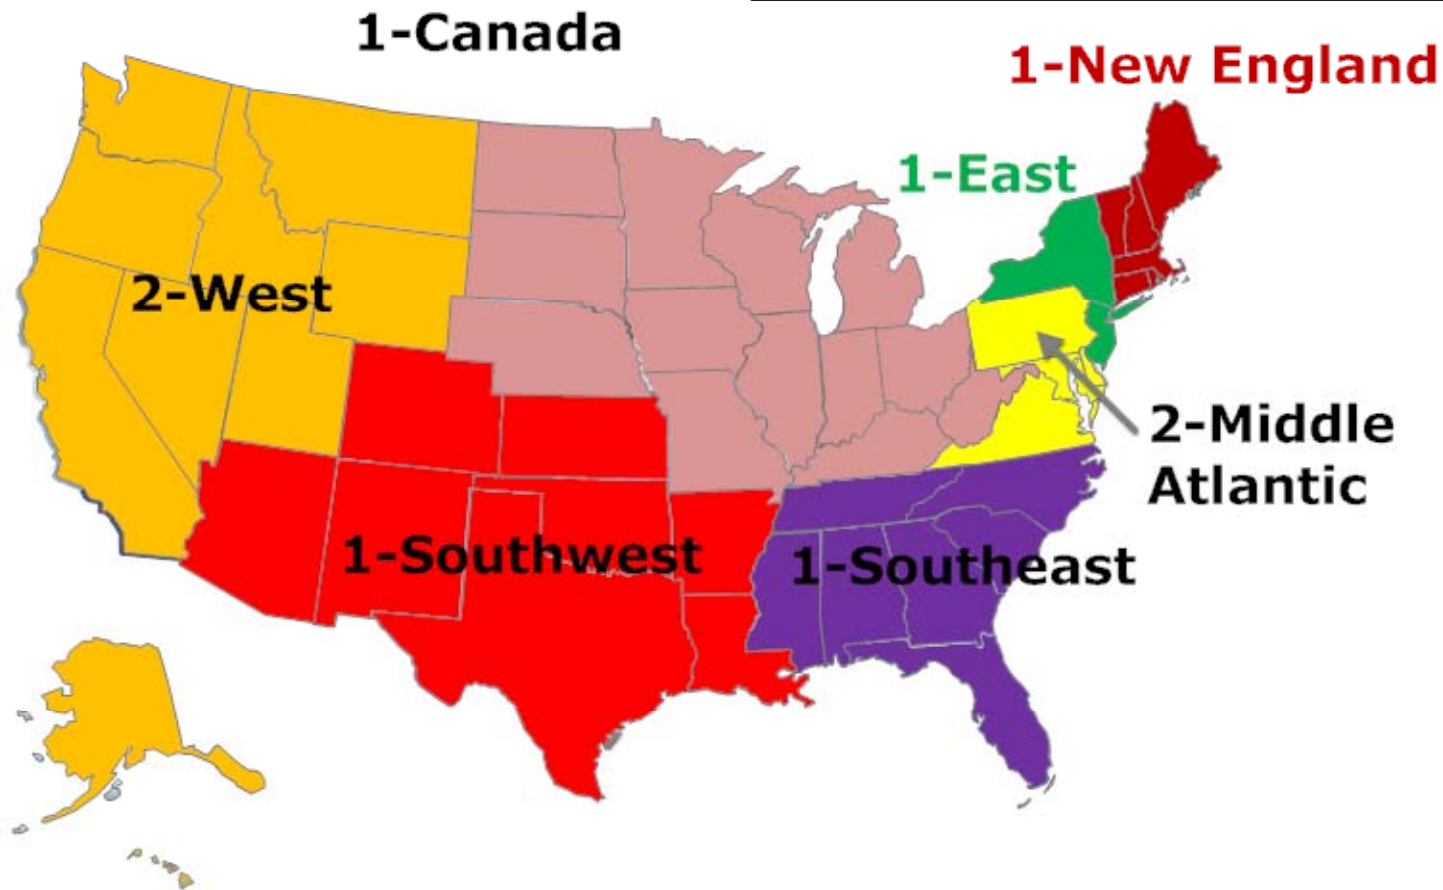 1-Canada
1-New England
1-East
2-West
2-Middle
Atlantic
1-Southwest
1-Southeast